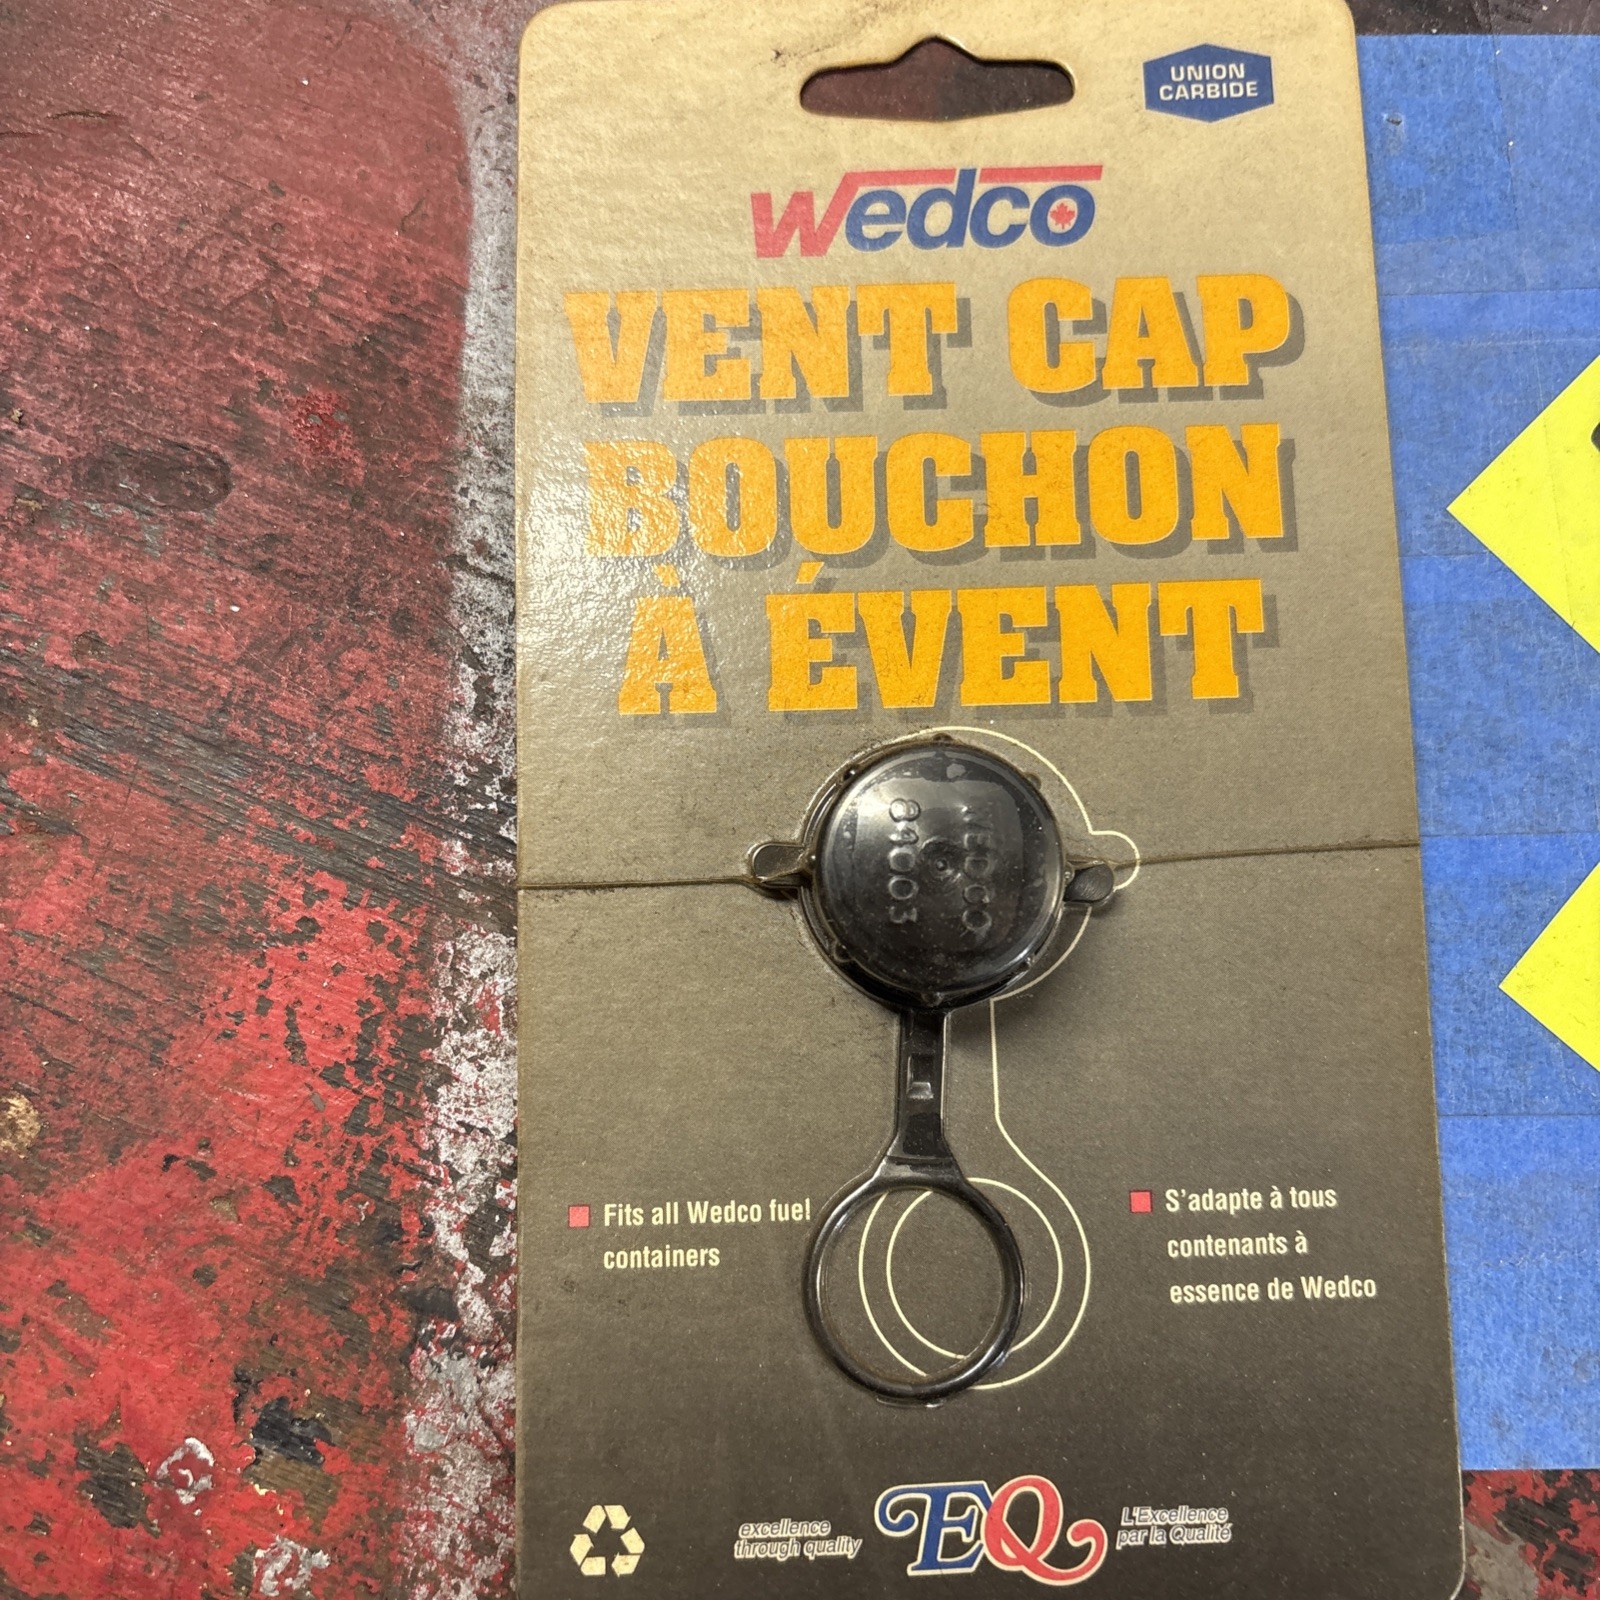 UNION
CARBIDE
Wedco
VENT CAP
BOUCHON
À ÉVENT
WEDCO
81003
Fits all Wedco fuel
containers
S'adapte à tous
contenants à
essence de Wedco
excellence
through quality
EQ
L'Excellence
par la Qualité